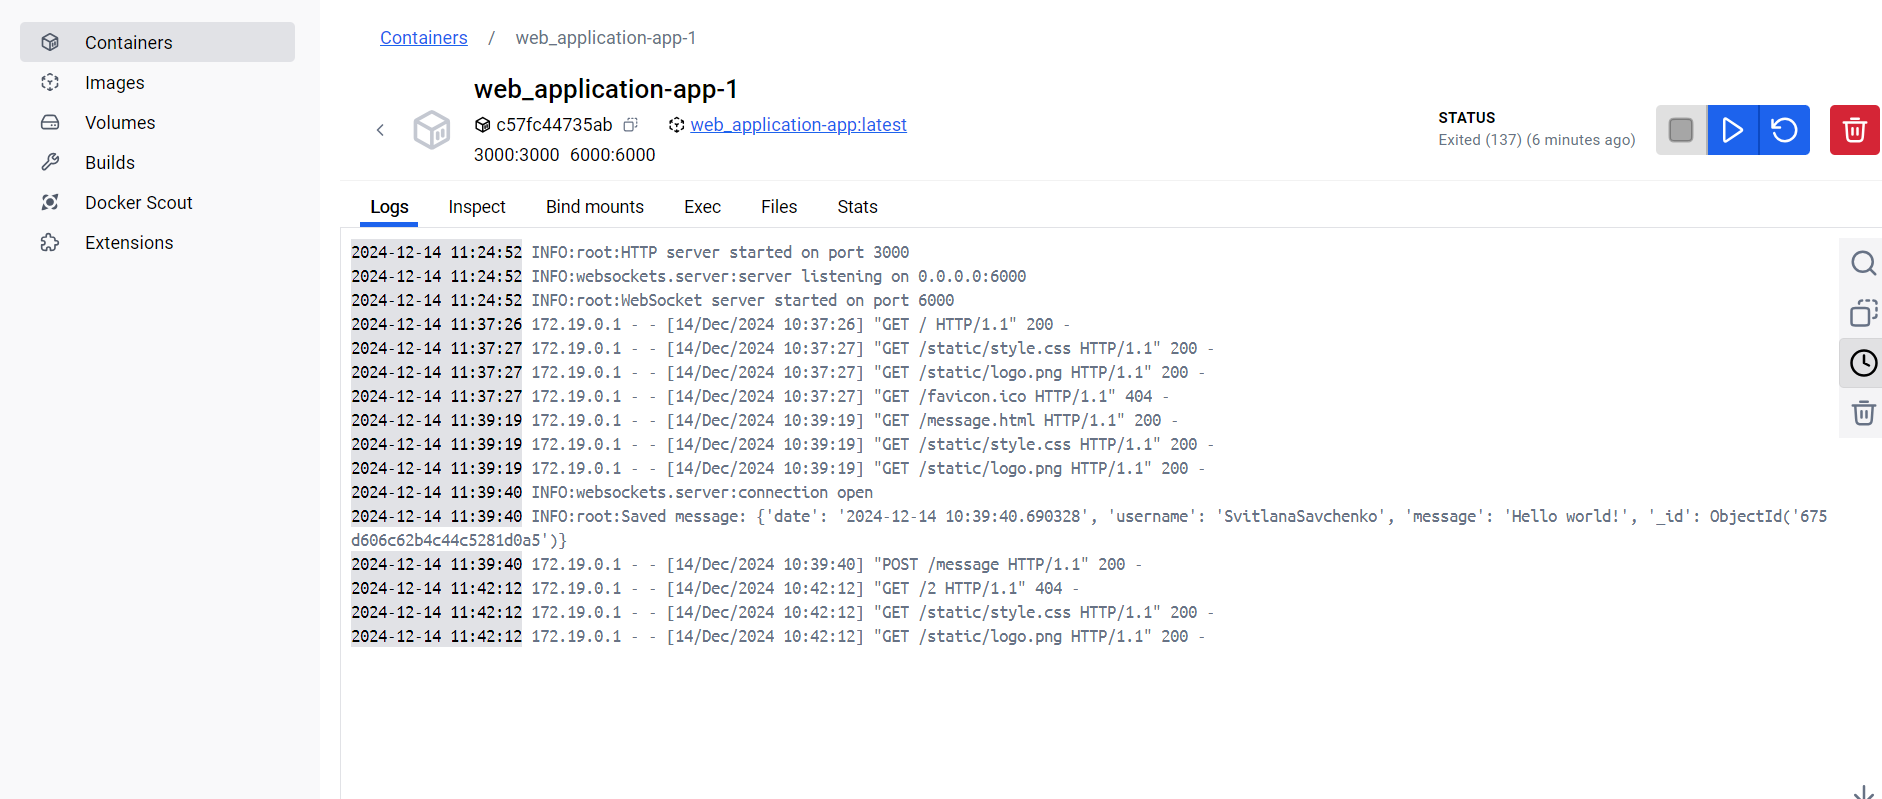 Containers
Images
Volumes
Builds
Docker Scout
Extensions
Containers / web_application-app-1
web_application-app-1
c57fc44735ab web_application-app:latest
3000:3000 6000:6000
STATUS
Exited (137) (6 minutes ago)
Logs Inspect Bind mounts Exec Files Stats
2024-12-14 11:24:52 INFO:root:HTTP server started on port 3000
2024-12-14 11:24:52 INFO:websockets.server:server listening on 0.0.0.0:6000
2024-12-14 11:24:52 INFO:root:WebSocket server started on port 6000
2024-12-14 11:37:26 172.19.0.1 - - [14/Dec/2024 10:37:26] "GET / HTTP/1.1" 200 -
2024-12-14 11:37:27 172.19.0.1 - - [14/Dec/2024 10:37:27] "GET /static/style.css HTTP/1.1" 200 -
2024-12-14 11:37:27 172.19.0.1 - - [14/Dec/2024 10:37:27] "GET /static/logo.png HTTP/1.1" 200 -
2024-12-14 11:37:27 172.19.0.1 - - [14/Dec/2024 10:37:27] "GET /favicon.ico HTTP/1.1" 404 -
2024-12-14 11:39:19 172.19.0.1 - - [14/Dec/2024 10:39:19] "GET /message.html HTTP/1.1" 200 -
2024-12-14 11:39:19 172.19.0.1 - - [14/Dec/2024 10:39:19] "GET /static/style.css HTTP/1.1" 200 -
2024-12-14 11:39:19 172.19.0.1 - - [14/Dec/2024 10:39:19] "GET /static/logo.png HTTP/1.1" 200 -
2024-12-14 11:39:40 INFO:websockets.server:connection open
2024-12-14 11:39:40 INFO:root:Saved message: {'date': '2024-12-14 10:39:40.690328', 'username': 'SvitlanaSavchenko', 'message': 'Hello world!', '_id': ObjectId('675
d606c62b4c44c5281d0a5')}
2024-12-14 11:39:40 172.19.0.1 - - [14/Dec/2024 10:39:40] "POST /message HTTP/1.1" 200 -
2024-12-14 11:42:12 172.19.0.1 - - [14/Dec/2024 10:42:12] "GET /2 HTTP/1.1" 404 -
2024-12-14 11:42:12 172.19.0.1 - - [14/Dec/2024 10:42:12] "GET /static/style.css HTTP/1.1" 200 -
2024-12-14 11:42:12 172.19.0.1 - - [14/Dec/2024 10:42:12] "GET /static/logo.png HTTP/1.1" 200 -